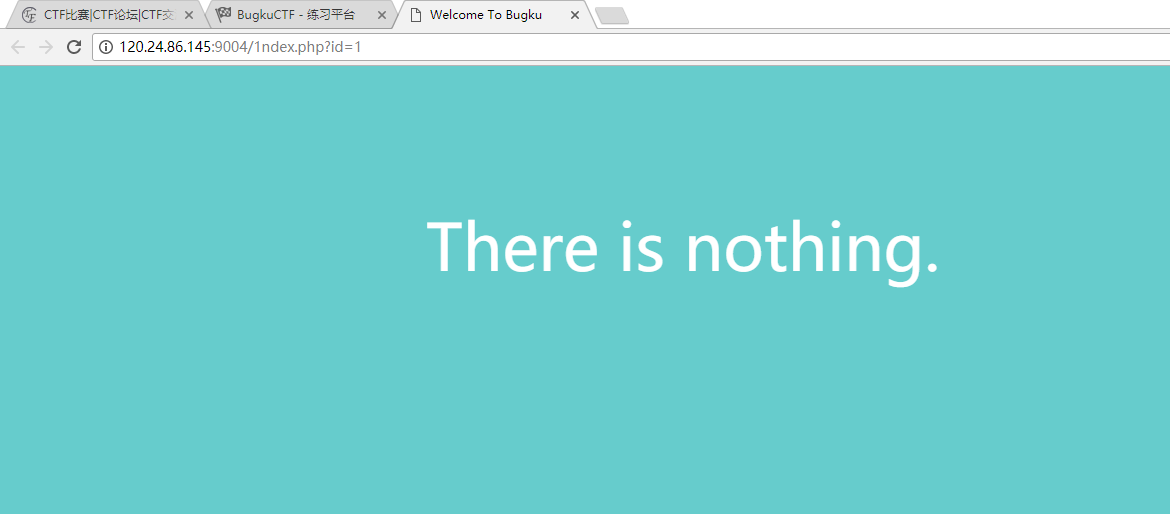 CTF比赛|CTF论坛|CTF交
BugkuCTF - 练习平台
Welcome To Bugku
120.24.86.145:9004/1ndex.php?id=1
There is nothing.